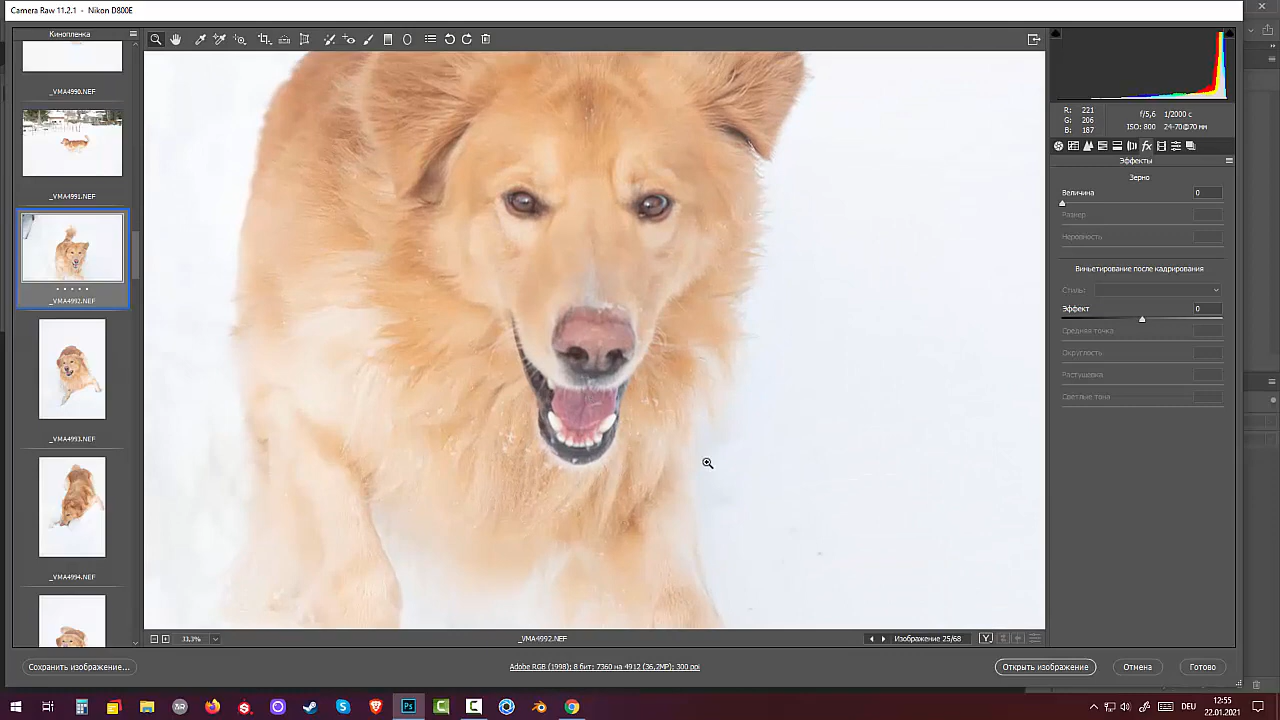 Camera Raw 11.2.1 - Nikon D800E
Кинопленка
_VMA4990.NEF
_VMA4991.NEF
_VMA4992.NEF
_VMA4993.NEF
_VMA4994.NEF
33,3%
_VMA4992.NEF
Изображение 25/68
Y
R: 221
G: 206
B: 187
f/5,6 1/2000 с
ISO: 800 24-70@70 мм
fx
Эффекты
Зерно
Величина 0
Размер
Неровность
Виньетирование после кадрирования
Стиль:
Эффект 0
Средняя точка
Округлость
Растушовка
Светлые тона
Сохранить изображение...
Adobe RGB (1998); 8 бит; 7360 на 4912 (36,2MP); 300 ppi
Открыть изображение
Отмена
Готово
Ps
C
C
S
DEU
12:55
22.01.2021